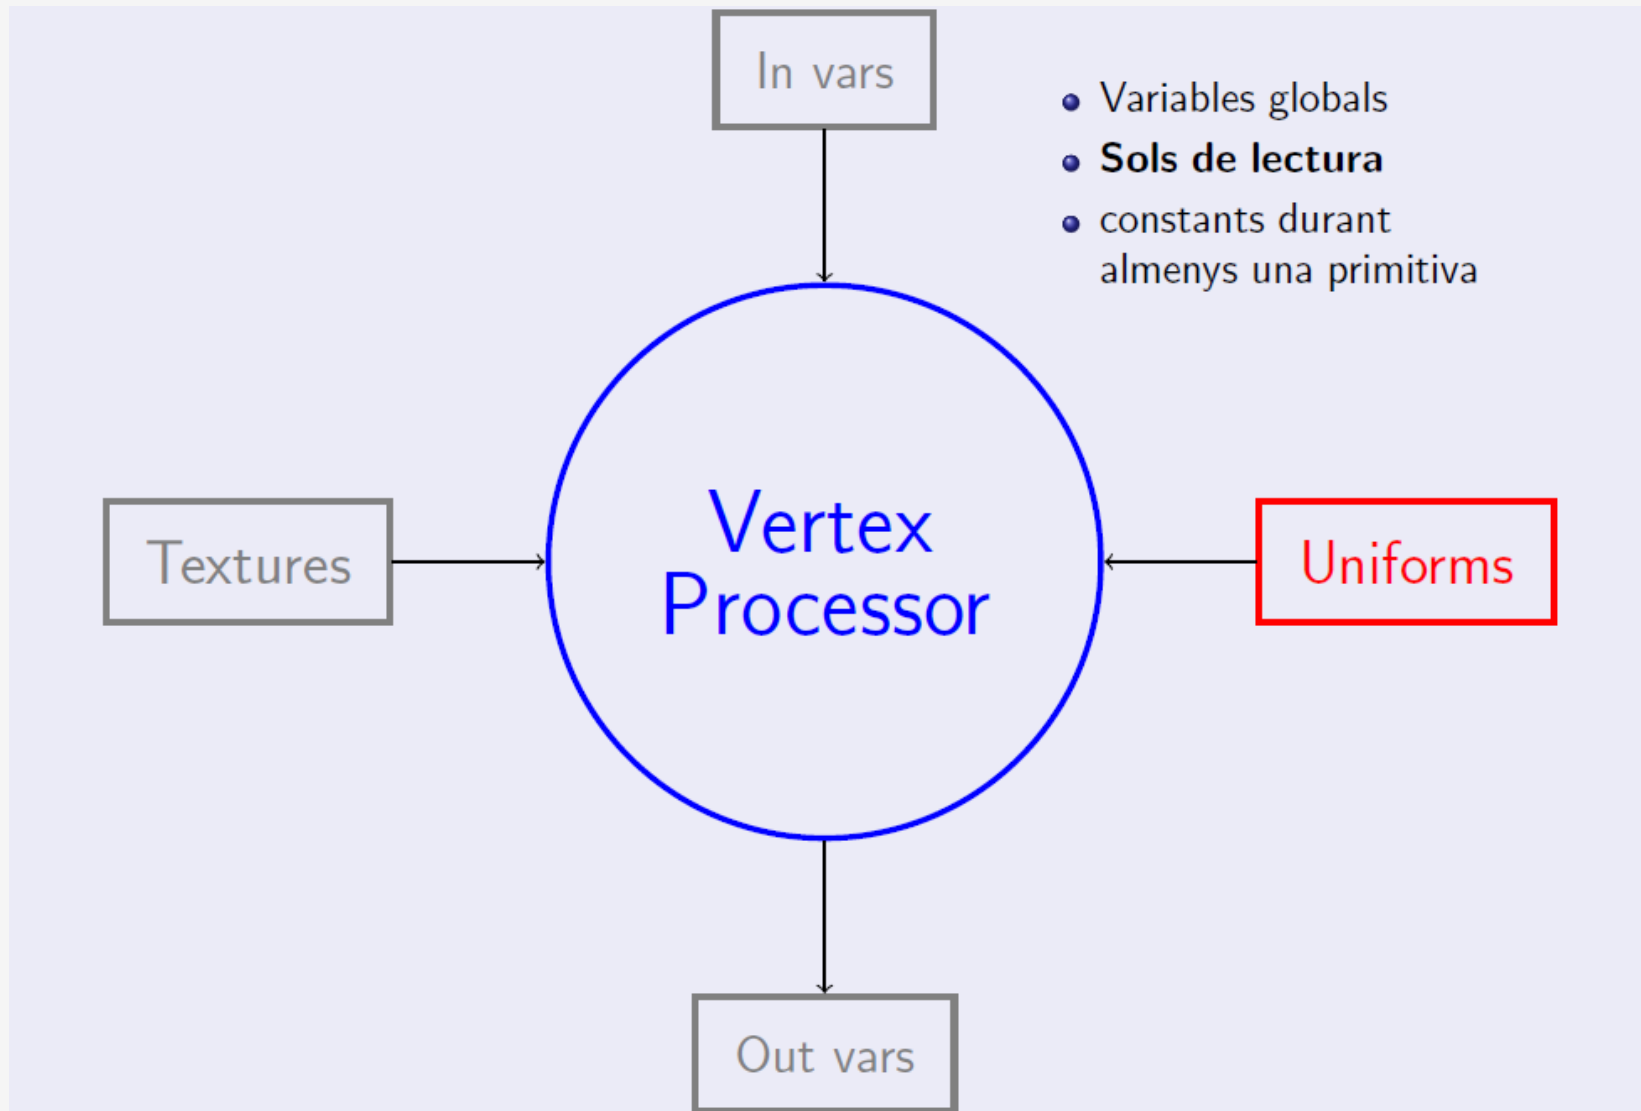 In vars
Variables globals
Sols de lectura
constants durant
almenys una primitiva
Textures
Vertex
Processor
Uniforms
Out vars